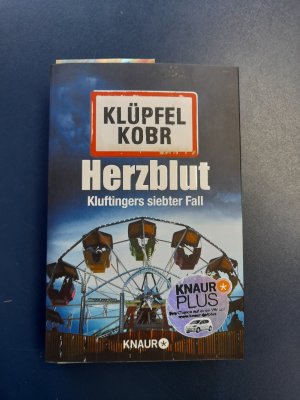 KLÜPFEL
KOBR
Herzblut
Kluftingers siebter Fall
KNAUR
PLUS
KNAUR